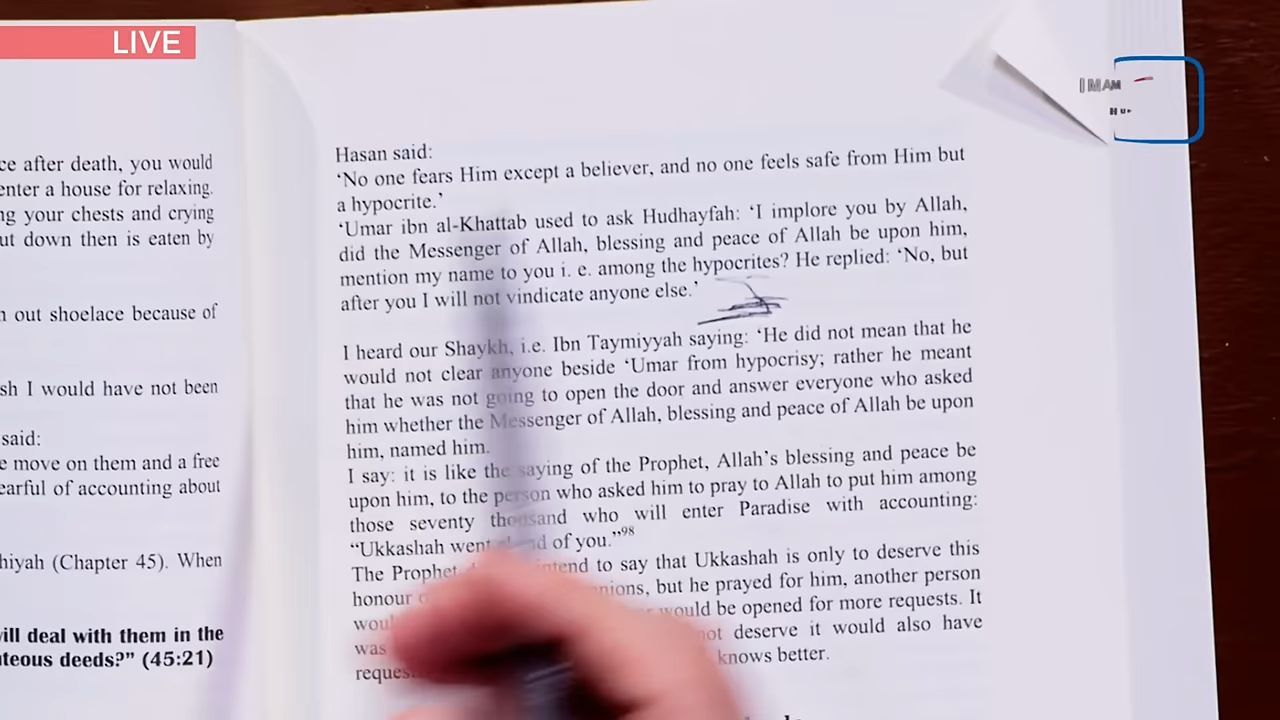 LIVE
IMAM
ce after death, you would
enter a house for relaxing.
ng your chests and crying
ut down then is eaten by
n out shoelace because of
sh I would have not been
said:
e move on them and a free
earful of accounting about
hiyah (Chapter 45). When
ill deal with them in the
teous deeds?” (45:21)
Hasan said:
‘No one fears Him except a believer, and no one feels safe from Him but
a hypocrite.’
‘Umar ibn al-Khattab used to ask Hudhayfah: ‘I implore you by Allah,
did the Messenger of Allah, blessing and peace of Allah be upon him,
mention my name to you i. e. among the hypocrites? He replied: ‘No, but
after you I will not vindicate anyone else.’
I heard our Shaykh, i.e. Ibn Taymiyyah saying: ‘He did not mean that he
would not clear anyone beside ‘Umar from hypocrisy; rather he meant
that he was not going to open the door and answer everyone who asked
him whether the Messenger of Allah, blessing and peace of Allah be upon
him, named him.
I say: it is like the saying of the Prophet, Allah’s blessing and peace be
upon him, to the person who asked him to pray to Allah to put him among
those seventy thousand who will enter Paradise with accounting:
“Ukkashah went of you.”98
The Prophet intend to say that Ukkashah is only to deserve this
honour but he prayed for him, another person
would be opened for more requests. It
was not deserve it would also have
knows better.